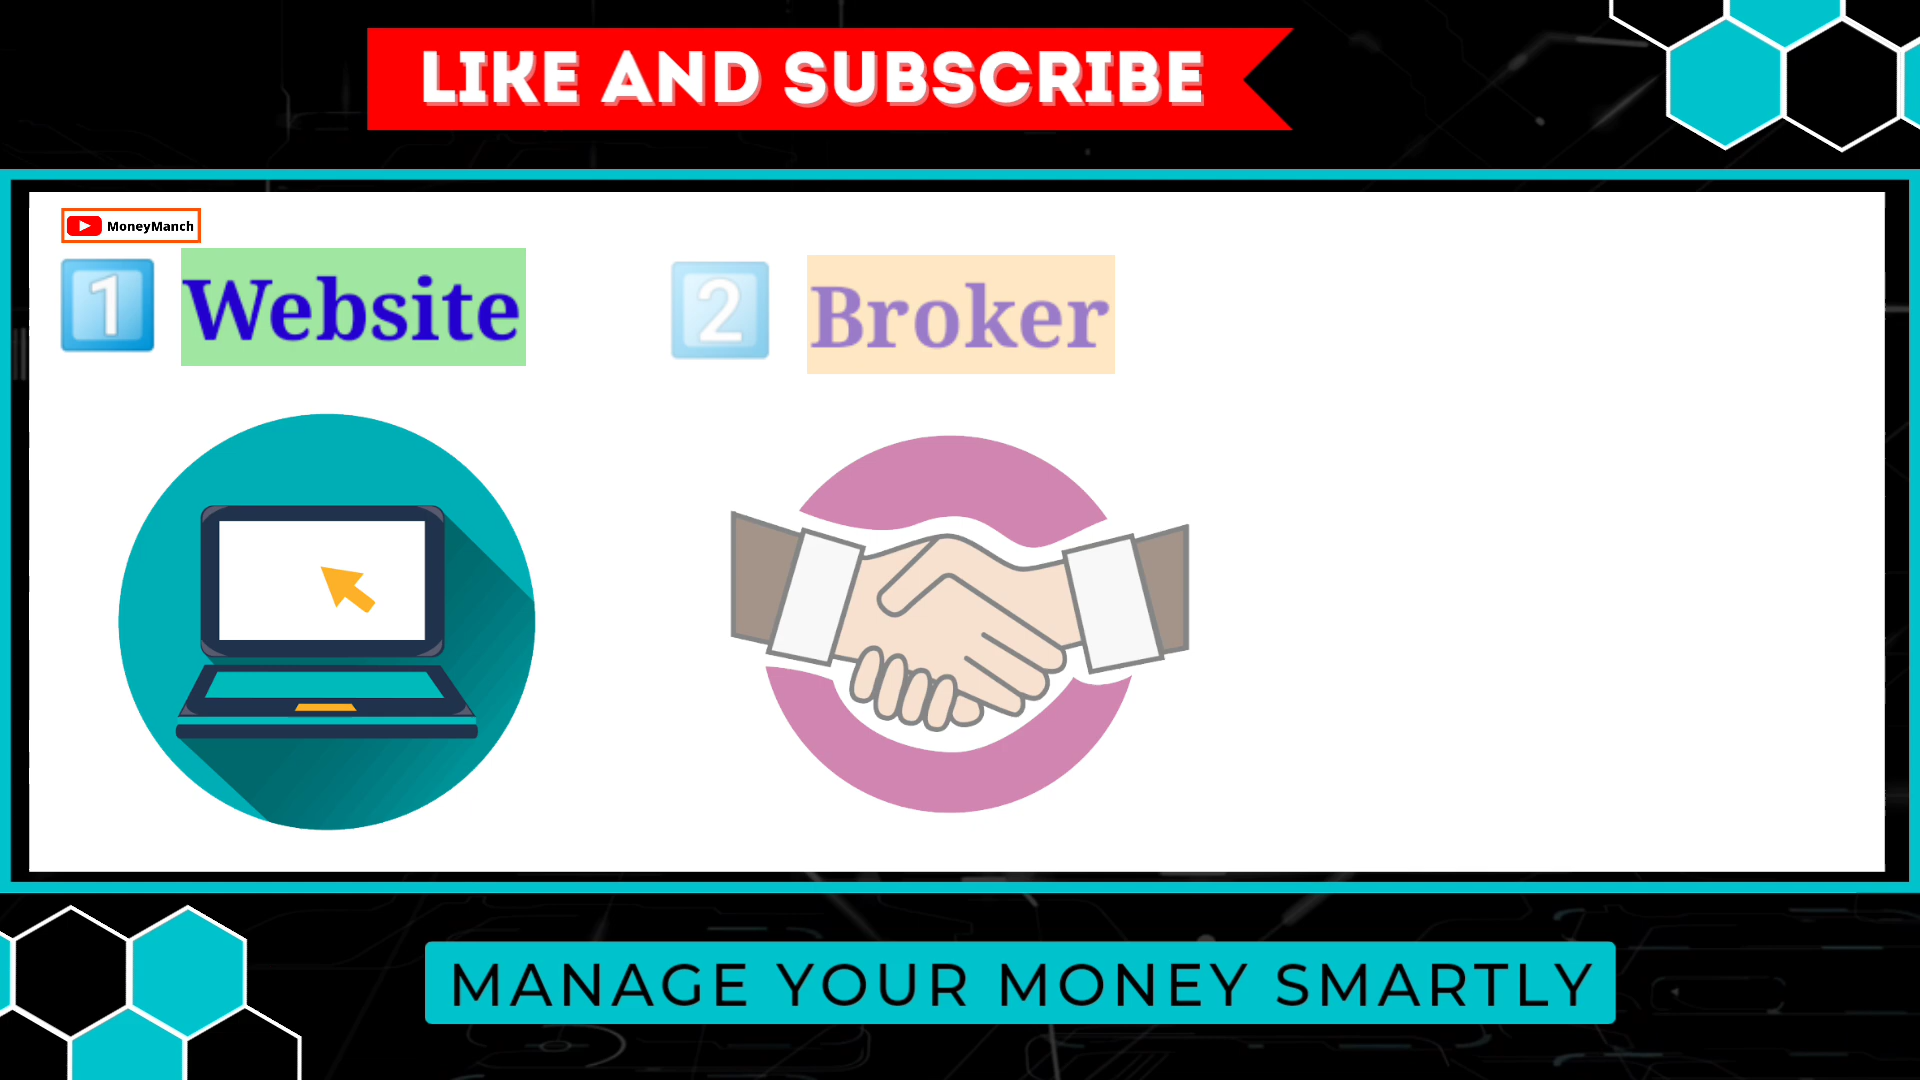 LIKE AND SUBSCRIBE
MoneyManch
1 Website
2 Broker
MANAGE YOUR MONEY SMARTLY